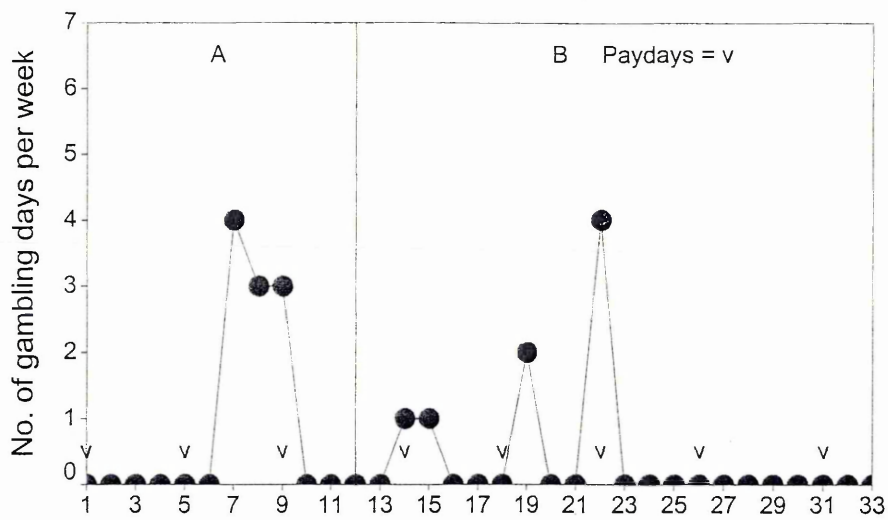 No. of gambling days per week
7
6
5
4
3
2
1
0
A
B Paydays = v
v v v v v v v v
1 3 5 7 9 11 13 15 17 19 21 23 25 27 29 31 33